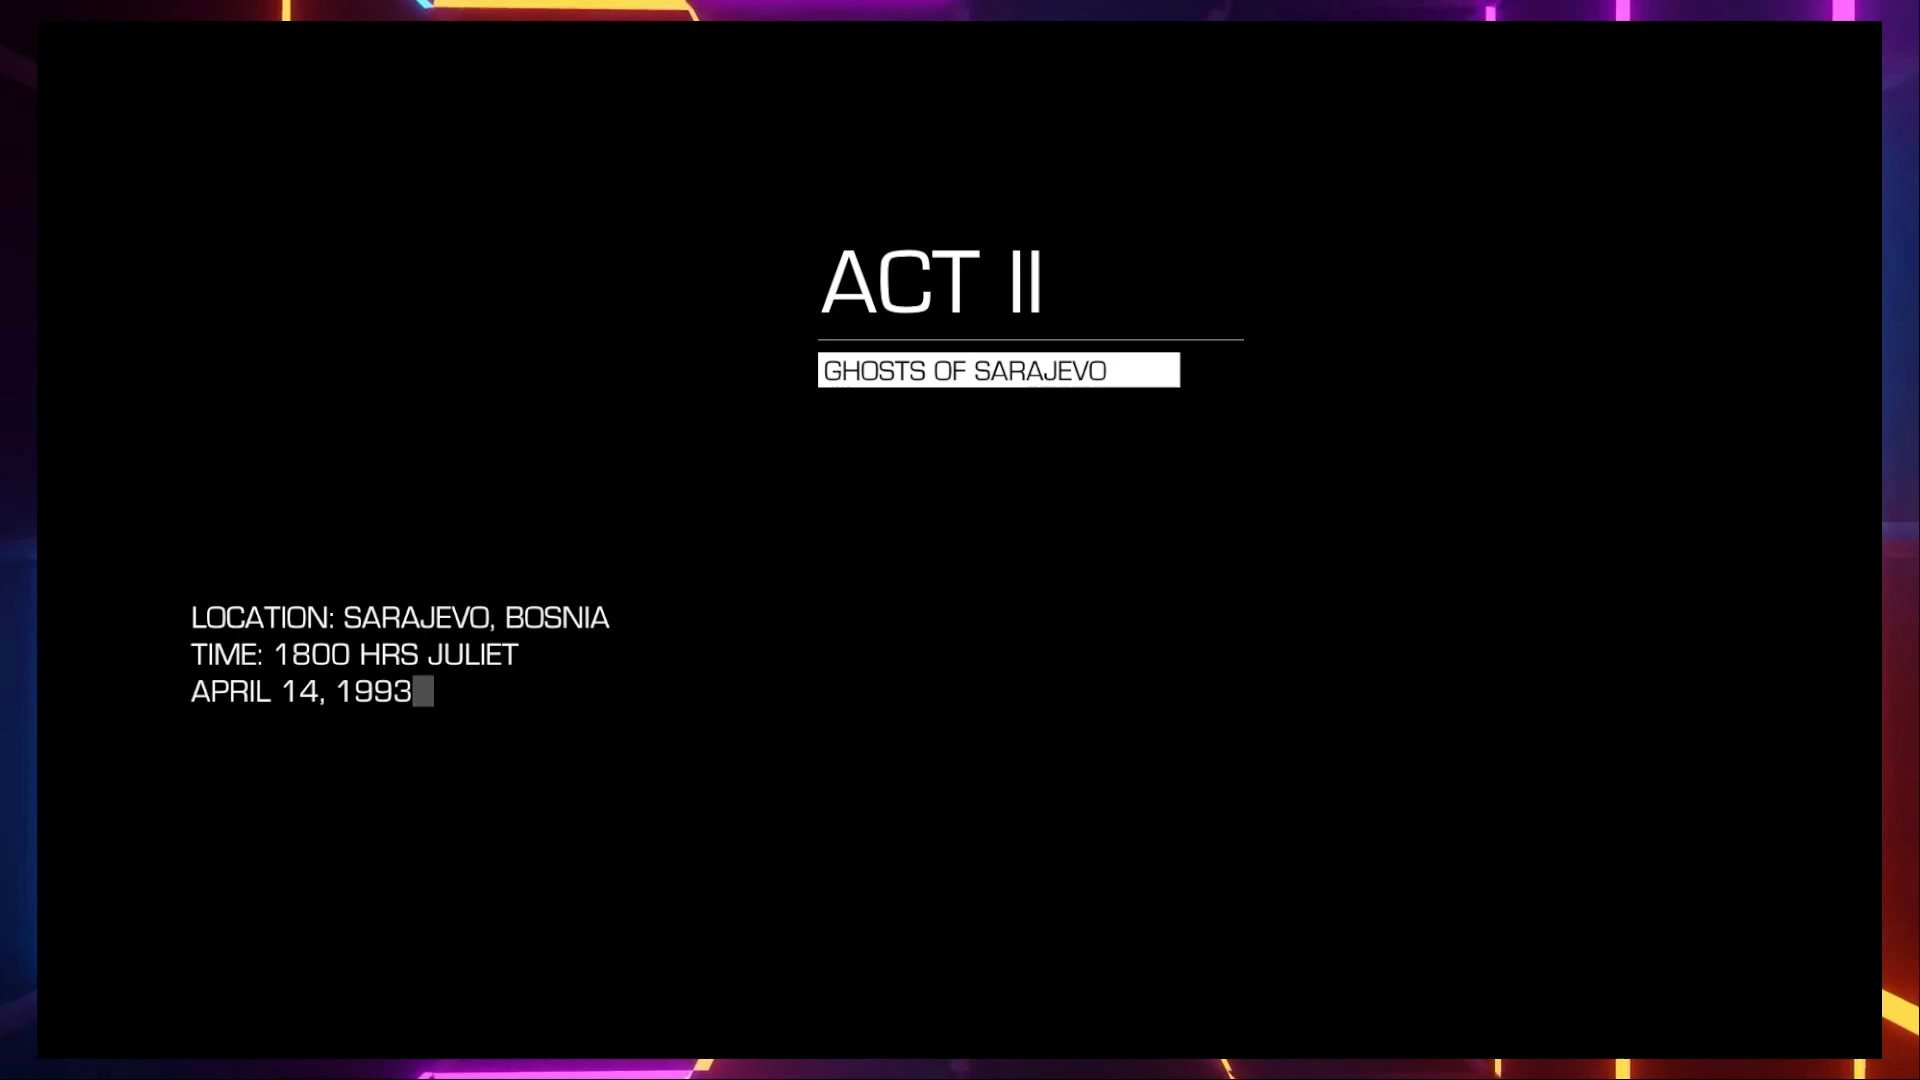 ACT II
GHOSTS OF SARAJEVO
LOCATION: SARAJEVO, BOSNIA
TIME: 1800 HRS JULIET
APRIL 14, 1993